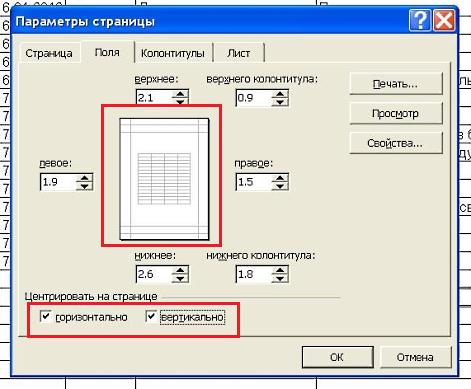 Параметры страницы
Страница Поля Колонтитулы Лист
верхнее: верхнего колонтитула:
2.1 0.9
Печать...
Просмотр
Свойства...
левое: правое:
1.9 1.5
нижнее: нижнего колонтитула:
2.6 1.8
Центрировать на странице
горизонтально вертикально
ОК Отмена